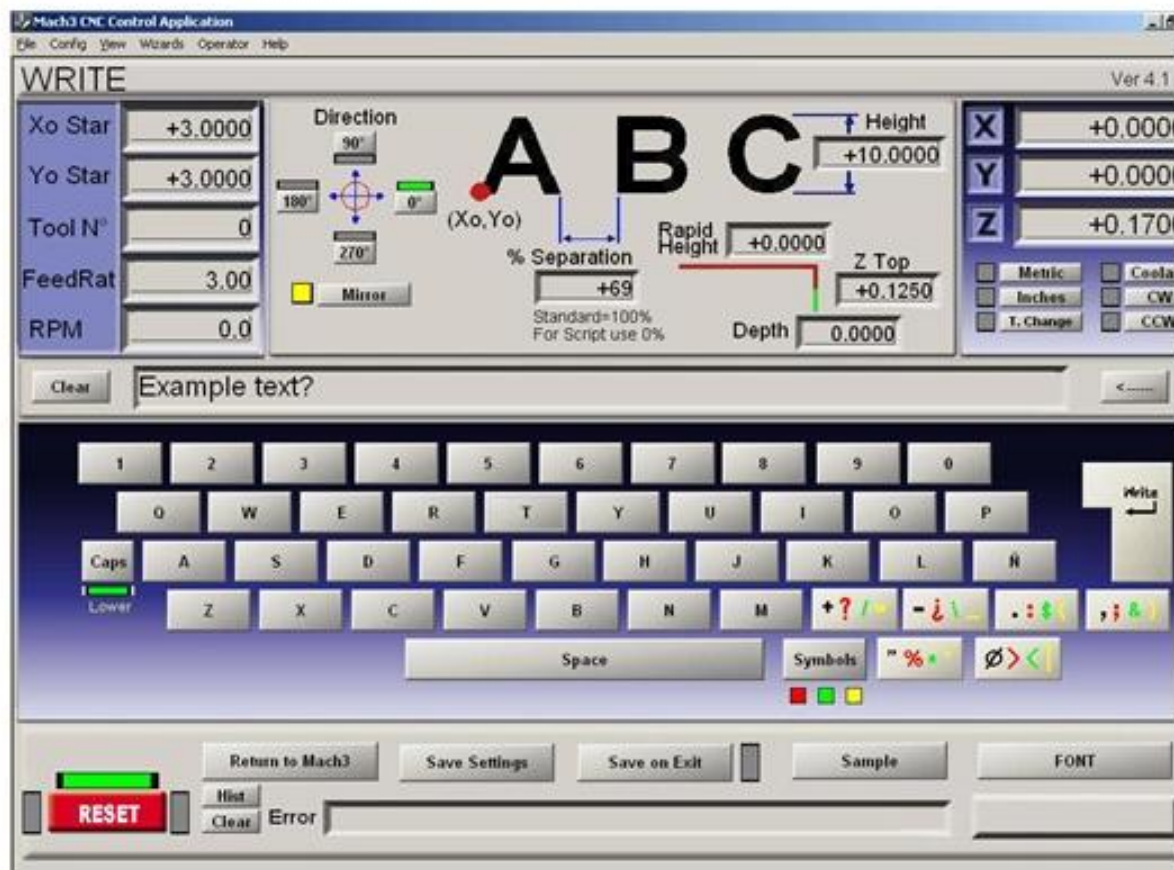 Mach3 CNC Control Application
File Config View Wizards Operator Help
WRITE
Ver 4.1
Xo Star +3.0000
Yo Star +3.0000
Tool N° 0
FeedRat 3.00
RPM 0.0
Direction
90°
180°
0°
270°
Mirror
A B C
(Xo,Yo)
Height
+10.0000
% Separation
+69
Standard=100%
For Script use 0%
Rapid
Height
+0.0000
Z Top
+0.1250
Depth 0.0000
X +0.0000
Y +0.0000
Z +0.1700
Metric Coola
Inches CW
T. Change CCW
Clear Example text? <......
1 2 3 4 5 6 7 8 9 0
Q W E R T Y U I O P
Write
Caps A S D F G H J K L Ñ
Lower
Z X C V B N M + ? / = - ¿ \ _ . : $ ( , ; & )
Space Symbols " % * ' Ø > < |
Return to Mach3 Save Settings Save on Exit Sample FONT
RESET
Hist
Clear Error